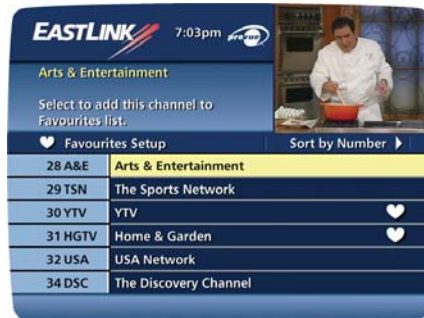 EASTLINK 7:03pm prevue
Arts & Entertainment
Select to add this channel to
Favourites list.
Favourites Setup Sort by Number
28 A&E Arts & Entertainment
29 TSN The Sports Network
30 YTV YTV
31 HGTV Home & Garden
32 USA USA Network
34 DSC The Discovery Channel